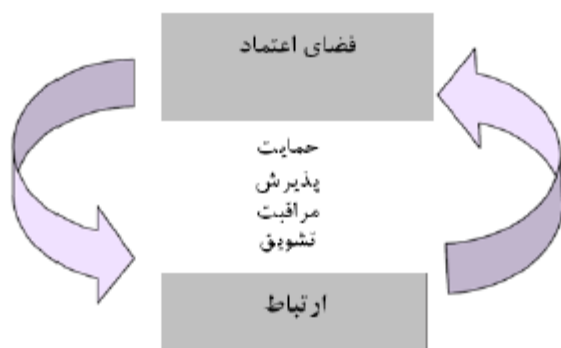 فضای اعتماد
حمایت
پذیرش
مراقبت
تشویق
ارتباط